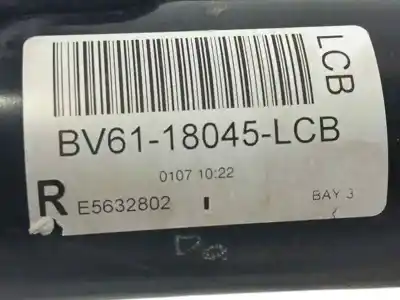 LCB
BV61-18045-LCB
0107 10:22
R E5632802 I
BAY 3